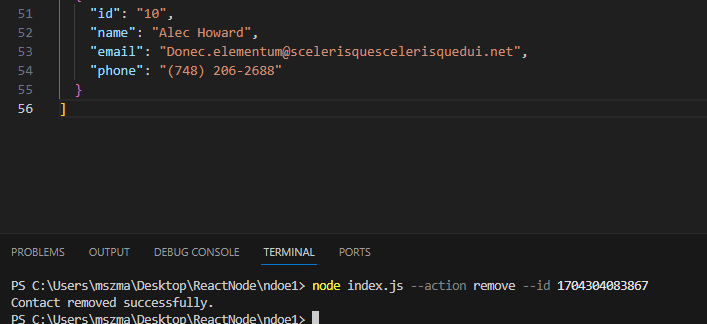 51 "id": "10",
52 "name": "Alec Howard",
53 "email": "Donec.elementum@scelerisquescelerisquedui.net",
54 "phone": "(748) 206-2688"
55 }
56 ]
PROBLEMS OUTPUT DEBUG CONSOLE TERMINAL PORTS
PS C:\Users\mszma\Desktop\ReactNode\ndoe1> node index.js --action remove --id 1704304083867
Contact removed successfully.
PS C:\Users\mszma\Desktop\ReactNode\ndoe1>